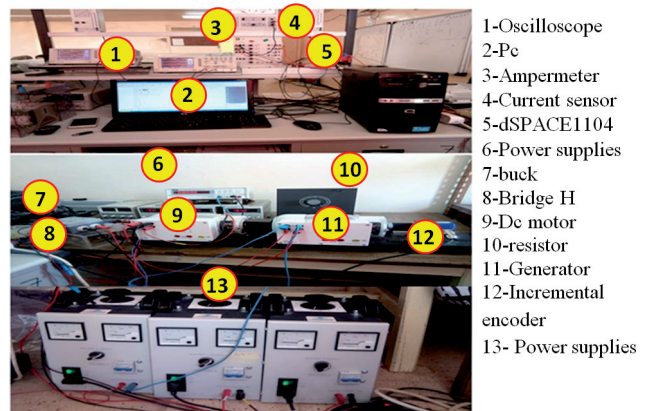 1
2
3
4
5
6
7
8
9
10
11
12
13
1-Oscilloscope
2-Pc
3-Ampermeter
4-Current sensor
5-dSPACE1104
6-Power supplies
7-buck
8-Bridge H
9-Dc motor
10-resistor
11-Generator
12-Incremental
encoder
13- Power supplies